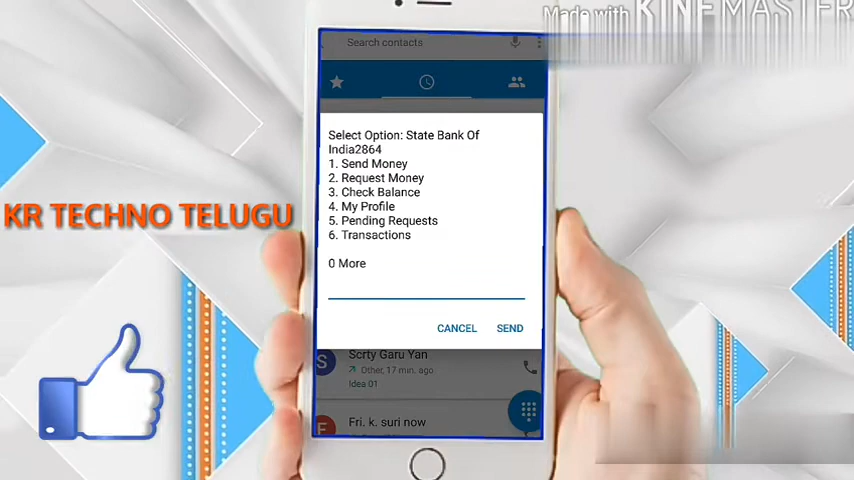 Made with KINEMASTER
Search contacts
Select Option: State Bank Of
India2864
1. Send Money
2. Request Money
3. Check Balance
4. My Profile
5. Pending Requests
6. Transactions
0 More
CANCEL SEND
KR TECHNO TELUGU
S
Scrty Garu Yan
Other, 17 min. ago
Idea 01
F
Fri. k. suri now